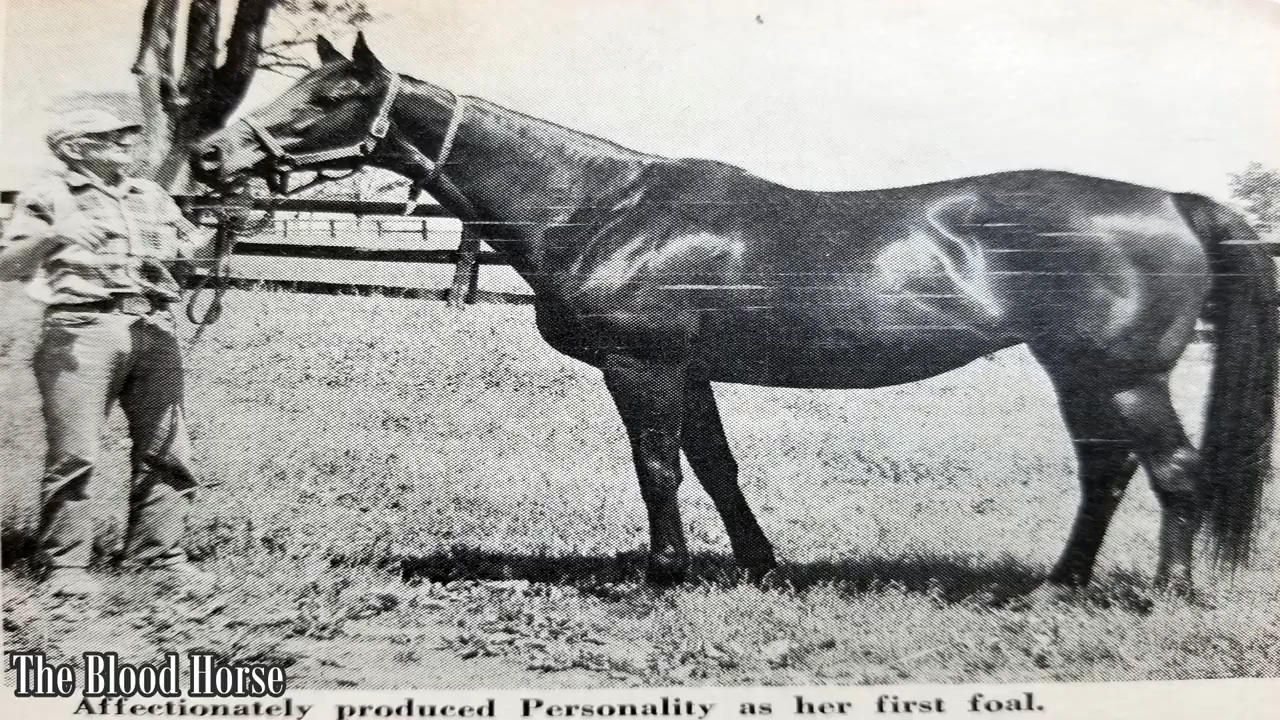 The Blood Horse
Affectionately produced Personality as her first foal.